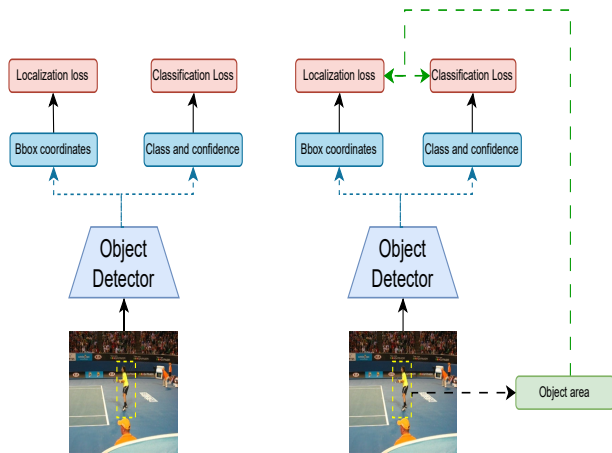 Localization loss
Classification Loss
Localization loss
Classification Loss
Bbox coordinates
Class and confidence
Bbox coordinates
Class and confidence
Object
Detector
Object
Detector
Object area